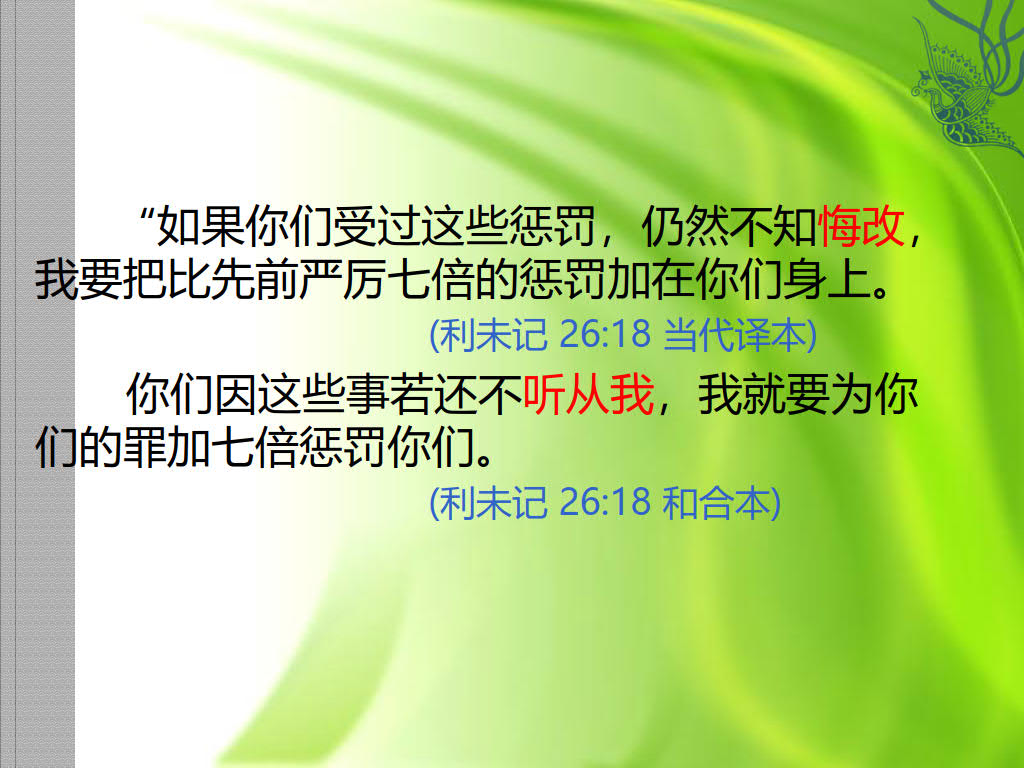 “如果你们受过这些惩罚，仍然不知悔改，
我要把比先前严厉七倍的惩罚加在你们身上。
(利未记 26:18 当代译本)
你们因这些事若还不听从我，我就要为你
们的罪加七倍惩罚你们。
(利未记 26:18 和合本)